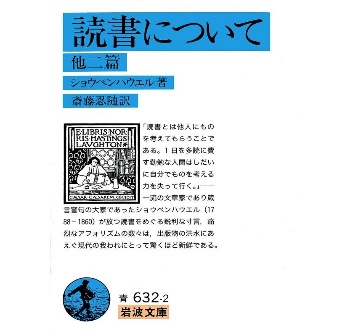 読書について
他二篇
ショウペンハウエル著
斎藤忍随訳
EX·LIBRIS·NOR
RIS HASTINGS
LAUGHTON
「読書とは他人にもの
を考えてもらうことで
ある。1日を多読に費
す勤勉な人間はしだい
に自分でものを考える
力を失って行く。」――
一流の文章家であり箴
言警句の大家であったショウペンハウエル(17
88-1860)が放つ読書をめぐる鋭利な寸言、痛
烈なアフォリズムの数々は、出版物の洪水にあ
えぐ現代の我われにとって驚くほど新鮮である。
青 632-2
岩波文庫